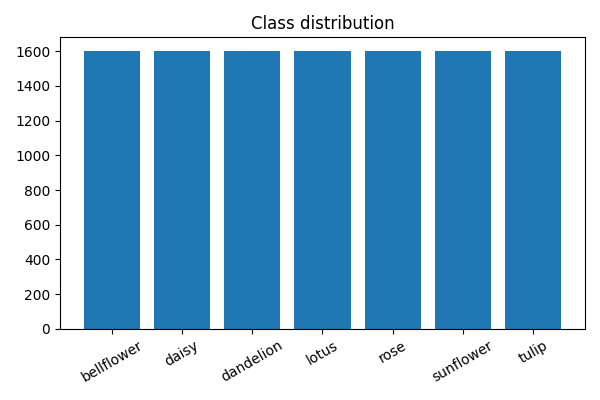 Class distribution
1600
1400
1200
1000
800
600
400
200
0
bellflower
daisy
dandelion
lotus
rose
sunflower
tulip